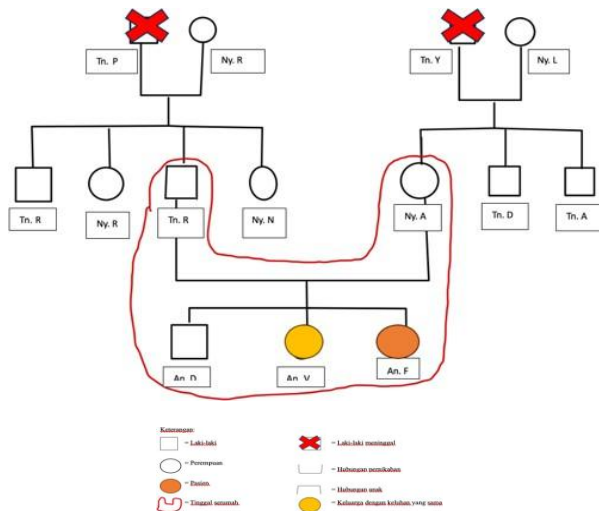 Tn. P
Ny. R
Tn. Y
Ny. L
Tn. R
Ny. R
Tn. R
Ny. N
Ny. A
Tn. D
Tn. A
An. D
An. V
An. F
Keterangan:
= Laki-laki
= Laki-laki meninggal
= Perempuan
= Hubungan pernikahan
= Pasien
= Hubungan anak
= Tinggal serumah.
= Keluarga dengan keluhan yang sama